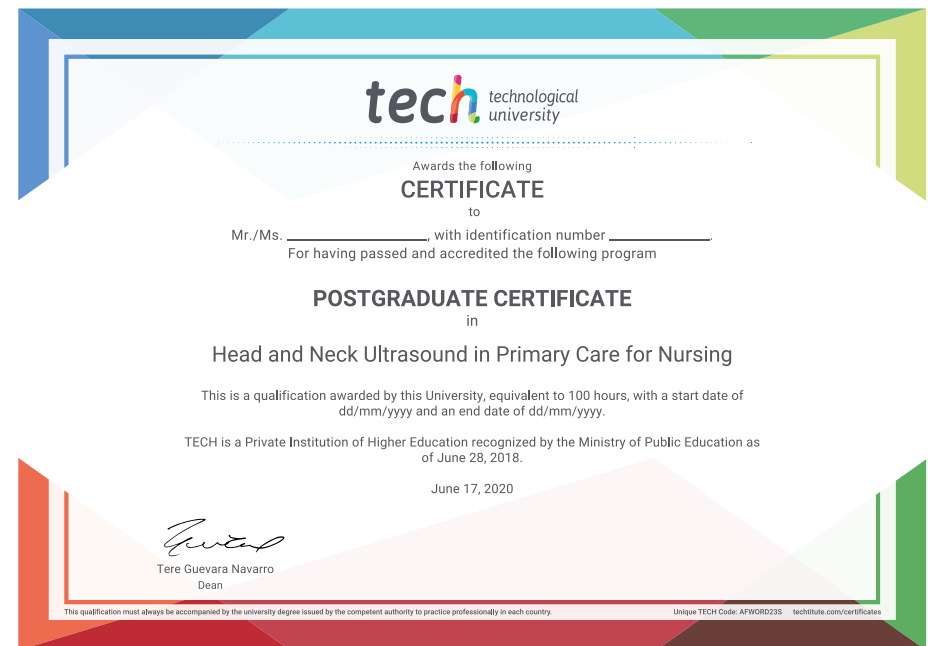 tech technological
university
Awards the following
CERTIFICATE
to
Mr./Ms. ____________________, with identification number ______________.
For having passed and accredited the following program
POSTGRADUATE CERTIFICATE
in
Head and Neck Ultrasound in Primary Care for Nursing
This is a qualification awarded by this University, equivalent to 100 hours, with a start date of
dd/mm/yyyy and an end date of dd/mm/yyyy.
TECH is a Private Institution of Higher Education recognized by the Ministry of Public Education as
of June 28, 2018.
June 17, 2020
Tere Guevara Navarro
Dean
This qualification must always be accompanied by the university degree issued by the competent authority to practice professionally in each country.
Unique TECH Code: AFWORD23S techtitute.com/certificates